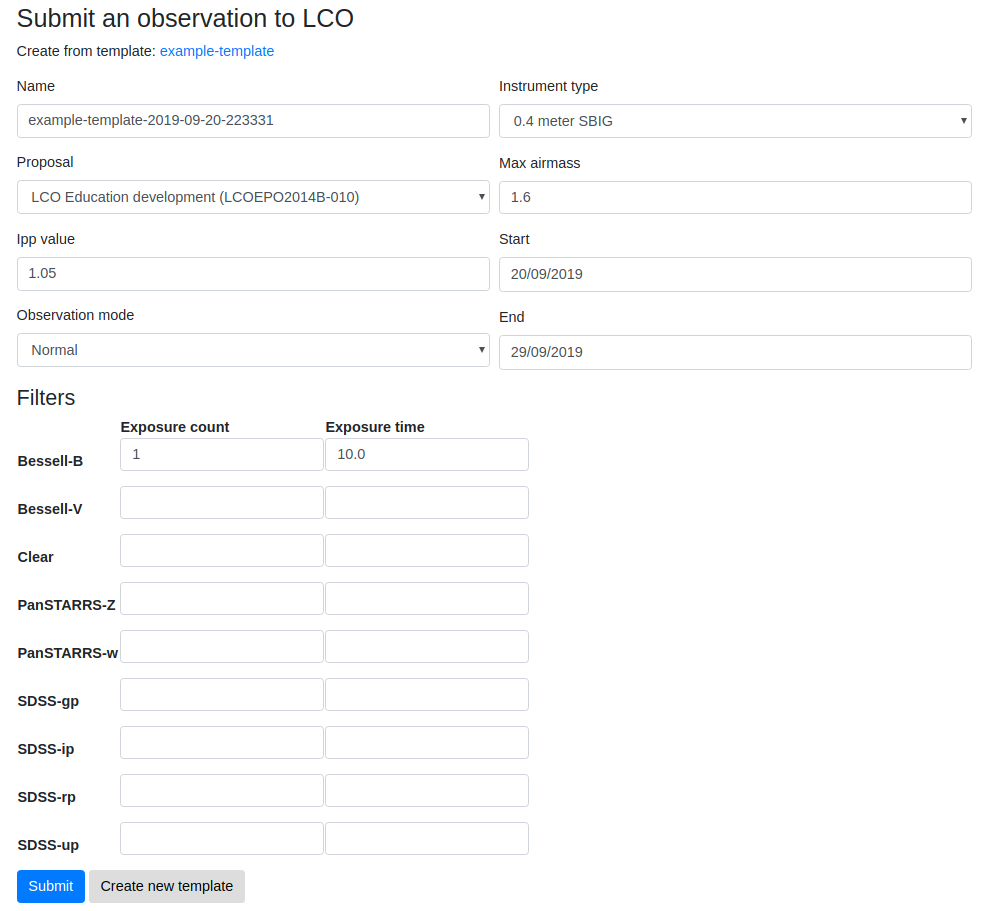 Submit an observation to LCO
Create from template: example-template
Name
example-template-2019-09-20-223331
Instrument type
0.4 meter SBIG
Proposal
LCO Education development (LCOEPO2014B-010)
Max airmass
1.6
Ipp value
1.05
Start
20/09/2019
Observation mode
Normal
End
29/09/2019
Filters
Exposure count Exposure time
Bessell-B 1 10.0
Bessell-V
Clear
PanSTARRS-Z
PanSTARRS-w
SDSS-gp
SDSS-ip
SDSS-rp
SDSS-up
Submit Create new template